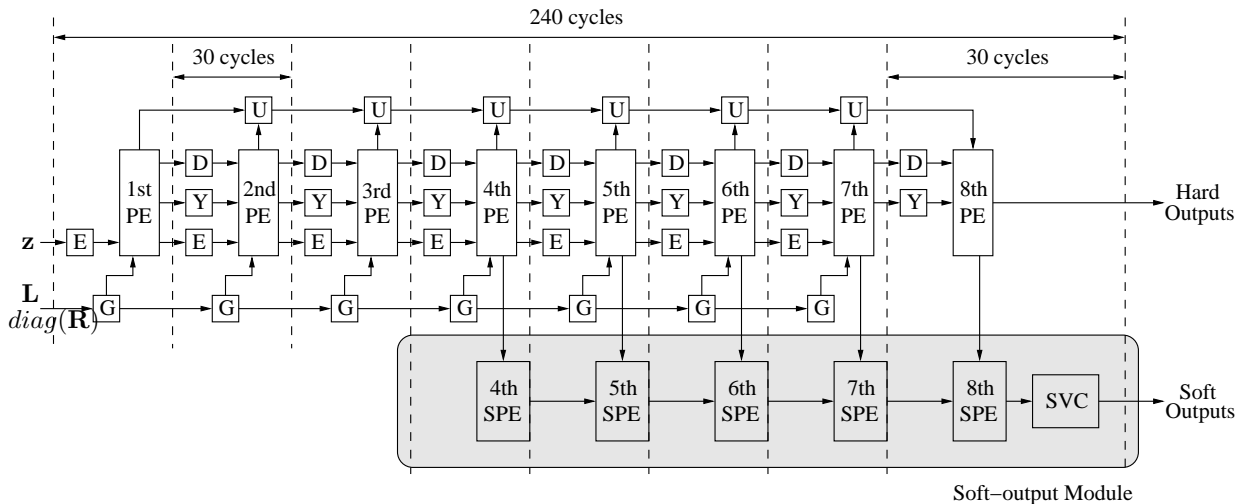 240 cycles
30 cycles
30 cycles
U U U U U U
D D D D D D D
1st PE
2nd PE
3rd PE
4th PE
5th PE
6th PE
7th PE
8th PE
Y Y Y Y Y Y Y
Hard
Outputs
z E E E E E E E
L
diag(R)
G G G G G G G
4th SPE
5th SPE
6th SPE
7th SPE
8th SPE
SVC
Soft
Outputs
Soft−output Module